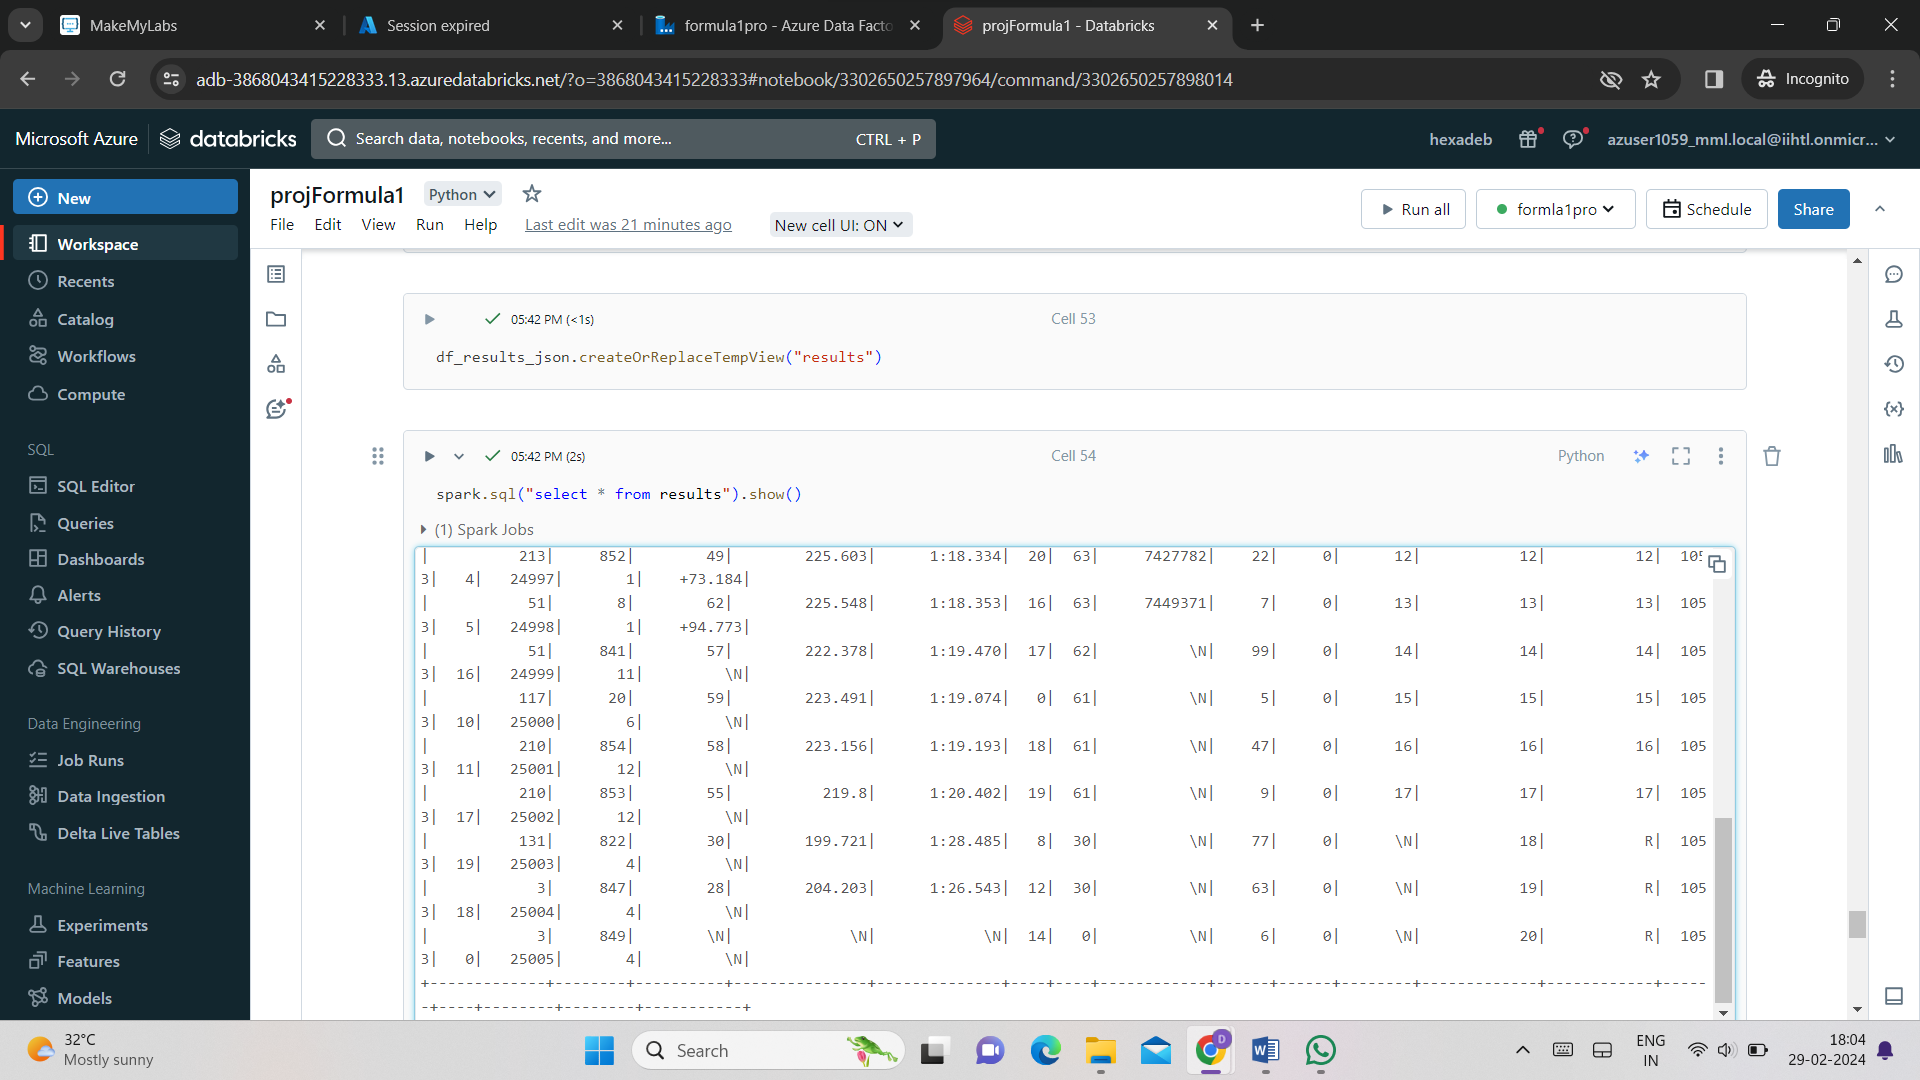 MakeMyLabs
Session expired
formula1pro - Azure Data Facto
projFormula1 - Databricks
adb-3868043415228333.13.azuredatabricks.net/?o=3868043415228333#notebook/3302650257897964/command/3302650257898014
Incognito
Microsoft Azure
databricks
Search data, notebooks, recents, and more...
CTRL + P
hexadeb
azuser1059_mml.local@iihtl.onmicr...
New
Workspace
Recents
Catalog
Workflows
Compute
SQL
SQL Editor
Queries
Dashboards
Alerts
Query History
SQL Warehouses
Data Engineering
Job Runs
Data Ingestion
Delta Live Tables
Machine Learning
Experiments
Features
Models
projFormula1
Python
File Edit View Run Help
Last edit was 21 minutes ago
New cell UI: ON
Run all
formla1pro
Schedule
Share
05:42 PM (<1s)
Cell 53
df_results_json.createOrReplaceTempView("results")
05:42 PM (2s)
Cell 54
Python
spark.sql("select * from results").show()
(1) Spark Jobs
| 213| 852| 49| 225.603| 1:18.334| 20| 63| 7427782| 22| 0| 12| 12| 12| 105
3| 4| 24997| 1| +73.184|
| 51| 8| 62| 225.548| 1:18.353| 16| 63| 7449371| 7| 0| 13| 13| 13| 105
3| 5| 24998| 1| +94.773|
| 51| 841| 57| 222.378| 1:19.470| 17| 62| \N| 99| 0| 14| 14| 14| 105
3| 16| 24999| 11| \N|
| 117| 20| 59| 223.491| 1:19.074| 0| 61| \N| 5| 0| 15| 15| 15| 105
3| 10| 25000| 6| \N|
| 210| 854| 58| 223.156| 1:19.193| 18| 61| \N| 47| 0| 16| 16| 16| 105
3| 11| 25001| 12| \N|
| 210| 853| 55| 219.8| 1:20.402| 19| 61| \N| 9| 0| 17| 17| 17| 105
3| 17| 25002| 12| \N|
| 131| 822| 30| 199.721| 1:28.485| 8| 30| \N| 77| 0| \N| 18| R| 105
3| 19| 25003| 4| \N|
| 3| 847| 28| 204.203| 1:26.543| 12| 30| \N| 63| 0| \N| 19| R| 105
3| 18| 25004| 4| \N|
| 3| 849| \N| \N| \N| 14| 0| \N| 6| 0| \N| 20| R| 105
3| 0| 25005| 4| \N|
+-------------+--------+----------+--------------+--------------+----+----+------------+------+------+--------+-------------+------------+-----
-+----+--------+--------+-----------+
32°C
Mostly sunny
Search
ENG
IN
18:04
29-02-2024